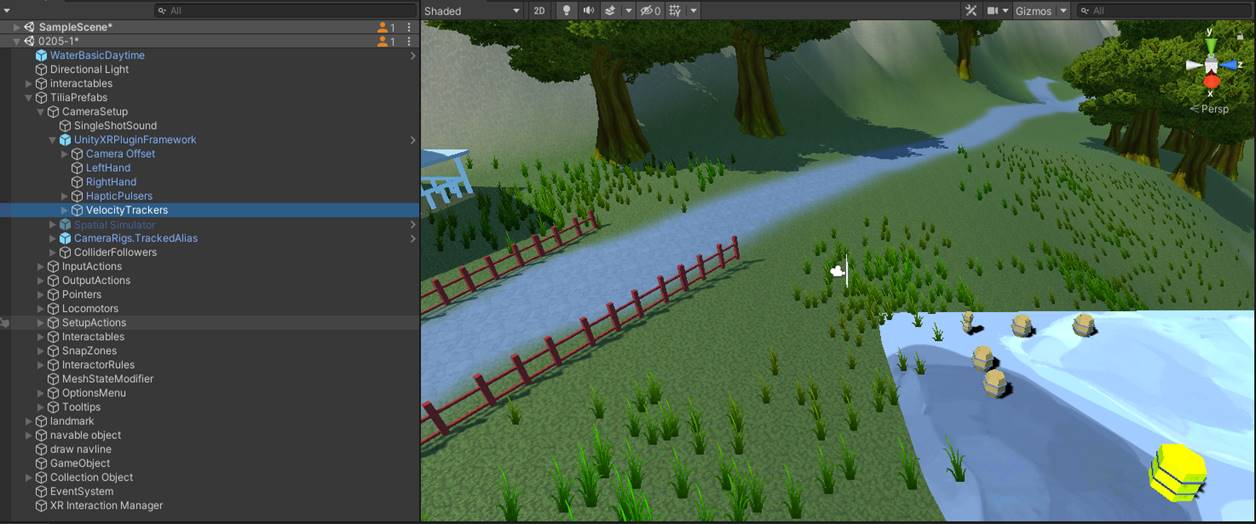 All
SampleScene* 1
0205-1* 1
WaterBasicDaytime
Directional Light
interactables
TiliaPrefabs
CameraSetup
SingleShotSound
UnityXRPluginFramework
Camera Offset
LeftHand
RightHand
HapticPulsers
VelocityTrackers
Spatial Simulator
CameraRigs.TrackedAlias
ColliderFollowers
InputActions
OutputActions
Pointers
Locomotors
SetupActions
Interactables
SnapZones
InteractorRules
MeshStateModifier
OptionsMenu
Tooltips
landmark
navable object
draw navline
GameObject
Collection Object
EventSystem
XR Interaction Manager
Shaded 2D 0 Gizmos All
y
z
x
Persp